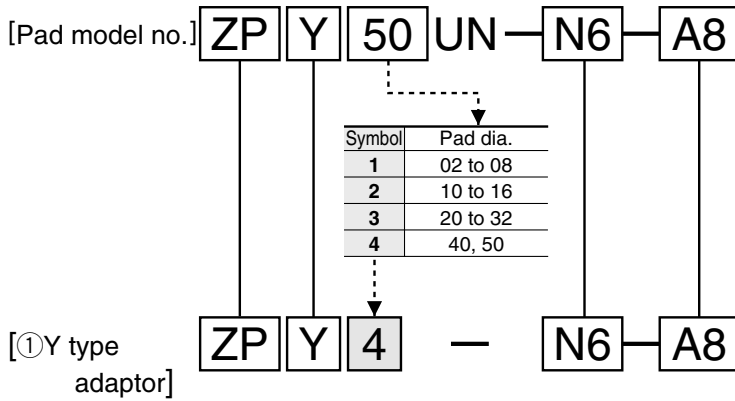 [Pad model no.] ZP Y 50 UN — N6 — A8
Symbol Pad dia.
1 02 to 08
2 10 to 16
3 20 to 32
4 40, 50
[①Y type adaptor] ZP Y 4 — N6 — A8